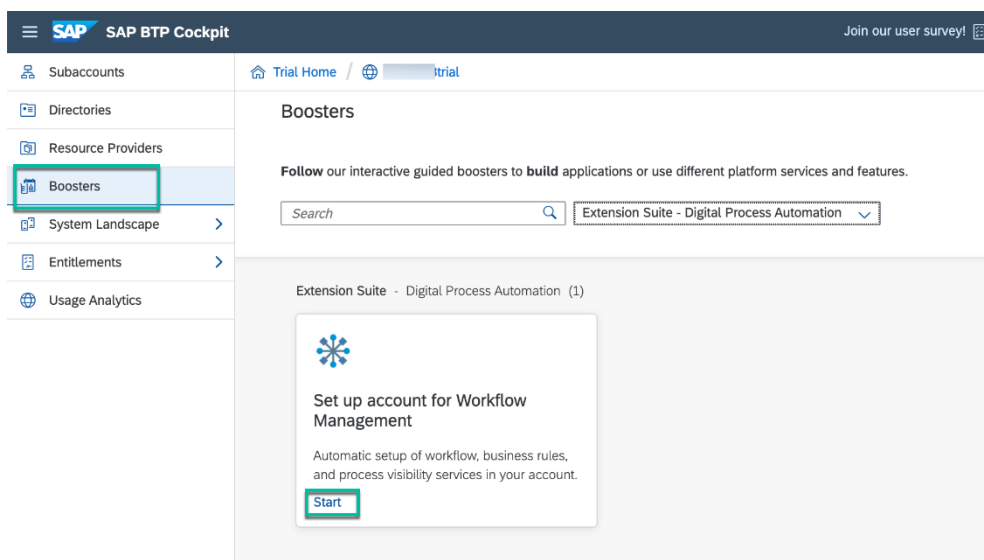 SAP SAP BTP Cockpit
Join our user survey!
Subaccounts
Directories
Resource Providers
Boosters
System Landscape
Entitlements
Usage Analytics
Trial Home / trial
Boosters
Follow our interactive guided boosters to build applications or use different platform services and features.
Search
Extension Suite - Digital Process Automation
Extension Suite - Digital Process Automation (1)
Set up account for Workflow
Management
Automatic setup of workflow, business rules,
and process visibility services in your account.
Start